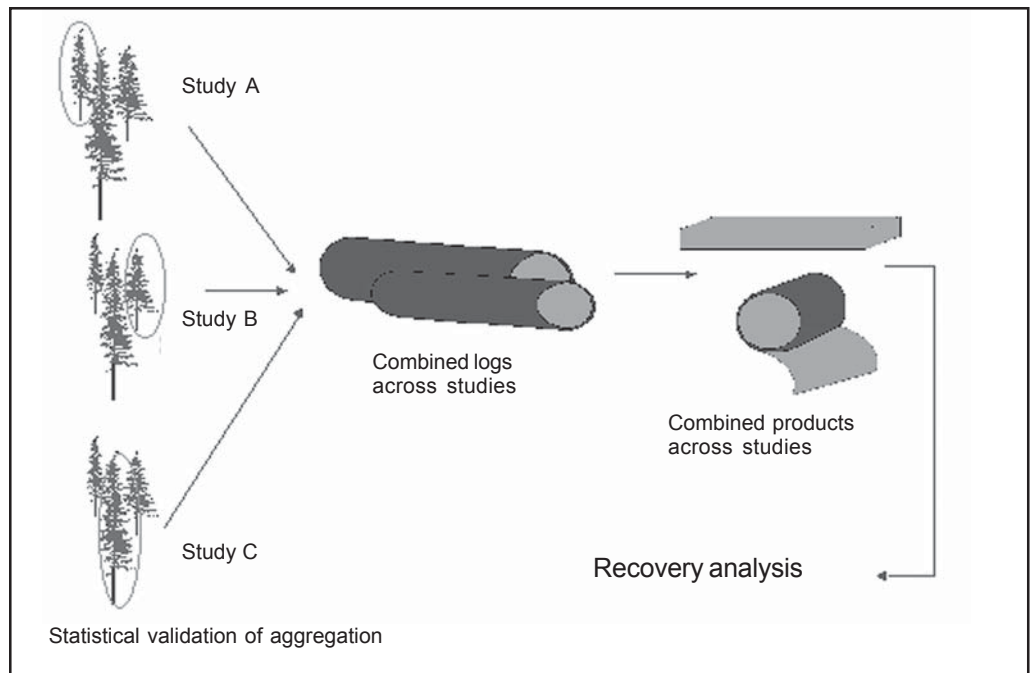 Study A
Study B
Combined logs
across studies
Combined products
across studies
Study C
Recovery analysis
Statistical validation of aggregation